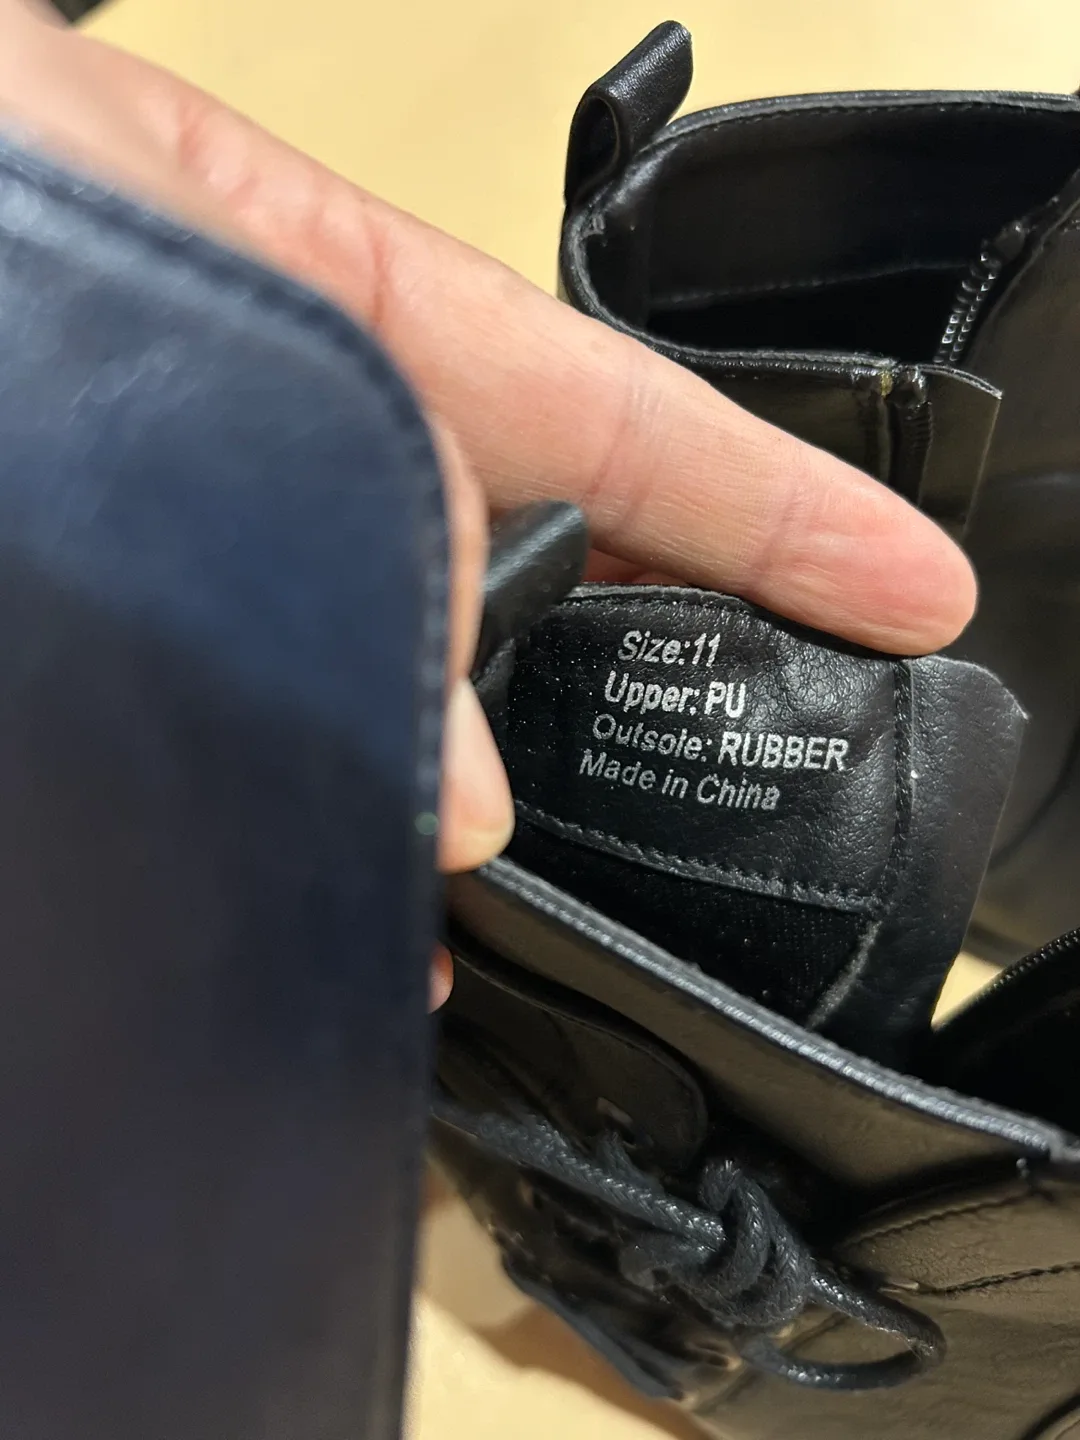 Size:11
Upper: PU
Outsole: RUBBER
Made in China